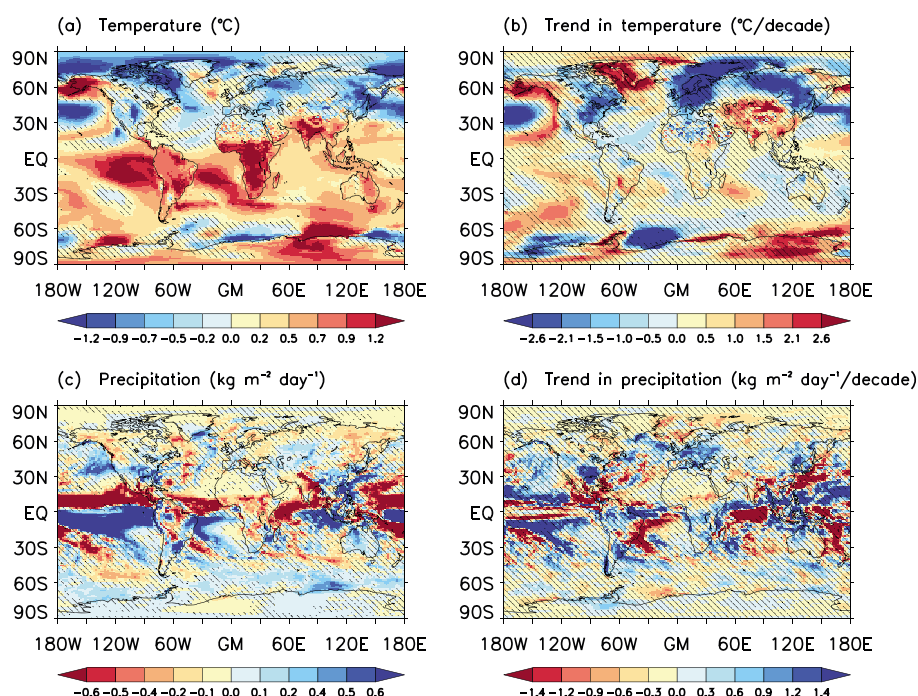 (a) Temperature (°C)
90N
60N
30N
EQ
30S
60S
90S
180W 120W 60W GM 60E 120E 180E
−1.2 −0.9 −0.7 −0.5 −0.2 0.0 0.2 0.5 0.7 0.9 1.2
(b) Trend in temperature (°C/decade)
90N
60N
30N
EQ
30S
60S
90S
180W 120W 60W GM 60E 120E 180E
−2.6 −2.1 −1.5 −1.0 −0.5 0.0 0.5 1.0 1.5 2.1 2.6
(c) Precipitation (kg m⁻² day⁻¹)
90N
60N
30N
EQ
30S
60S
90S
180W 120W 60W GM 60E 120E 180E
−0.6 −0.5 −0.4 −0.2 −0.1 0.0 0.1 0.2 0.4 0.5 0.6
(d) Trend in precipitation (kg m⁻² day⁻¹/decade)
90N
60N
30N
EQ
30S
60S
90S
180W 120W 60W GM 60E 120E 180E
−1.4 −1.2 −0.9 −0.6 −0.3 0.0 0.3 0.6 0.9 1.2 1.4